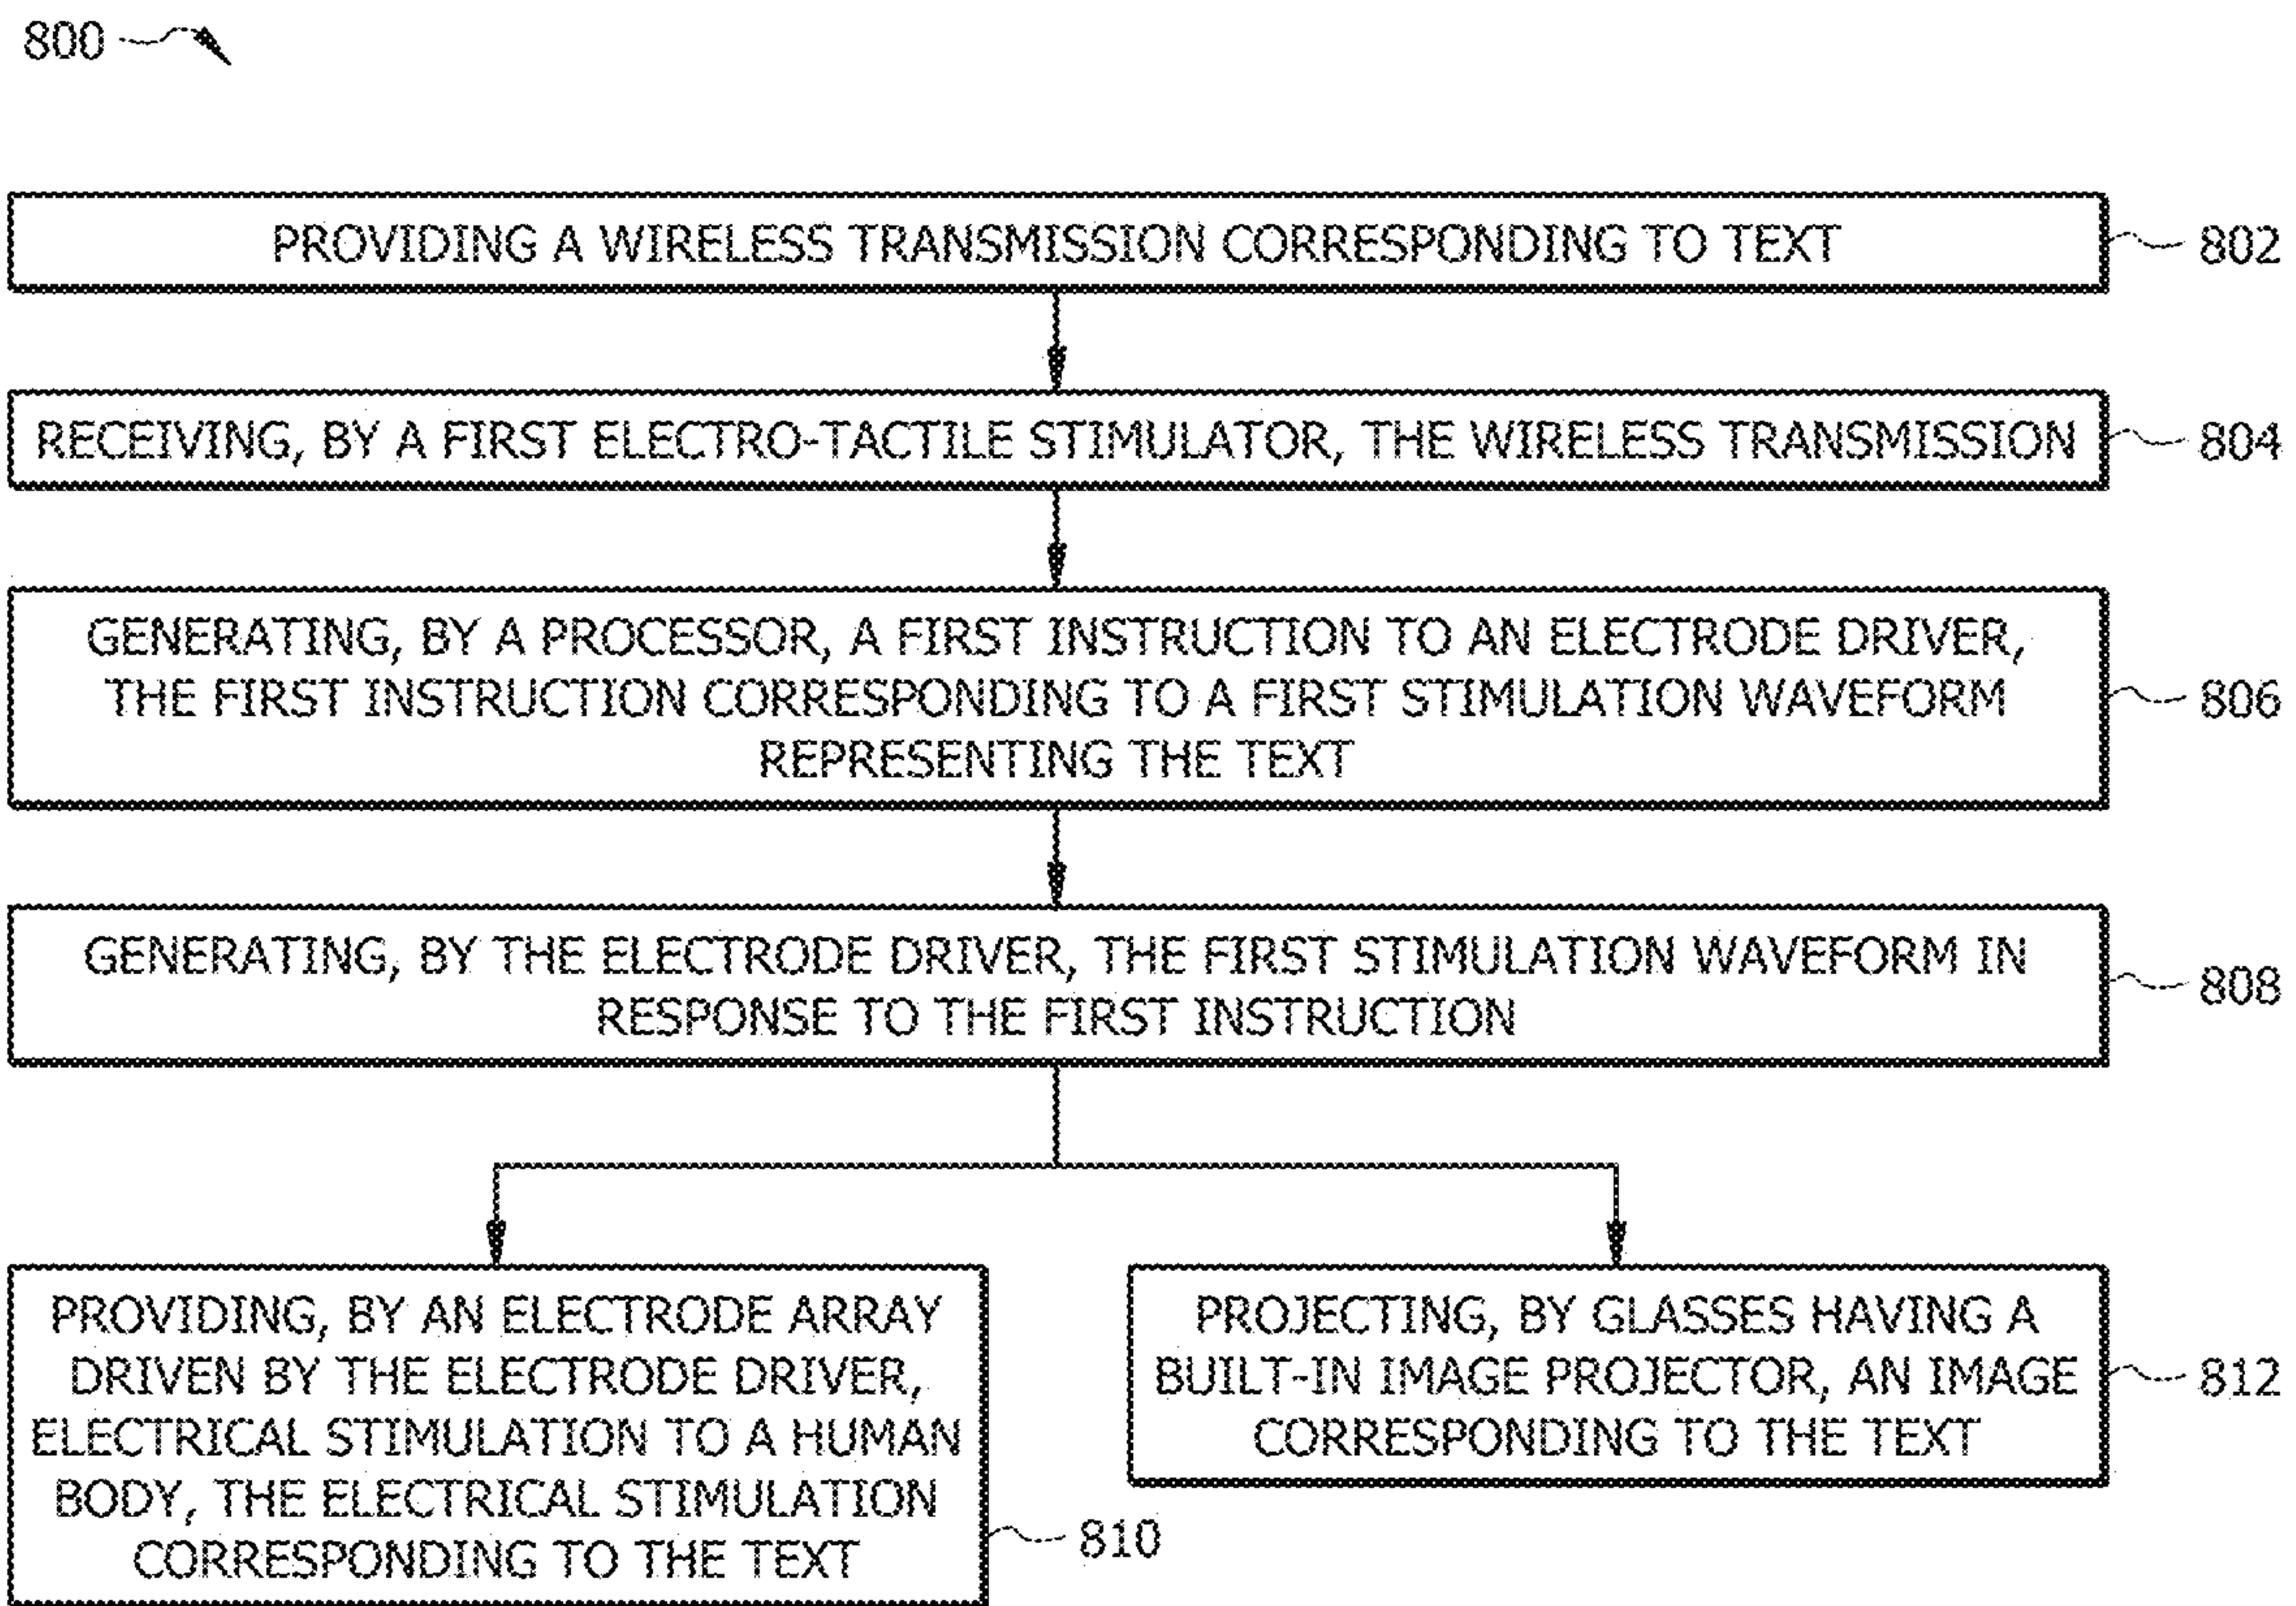 800
PROVIDING A WIRELESS TRANSMISSION CORRESPONDING TO TEXT
802
RECEIVING, BY A FIRST ELECTRO-TACTILE STIMULATOR, THE WIRELESS TRANSMISSION
804
GENERATING, BY A PROCESSOR, A FIRST INSTRUCTION TO AN ELECTRODE DRIVER,
THE FIRST INSTRUCTION CORRESPONDING TO A FIRST STIMULATION WAVEFORM
REPRESENTING THE TEXT
806
GENERATING, BY THE ELECTRODE DRIVER, THE FIRST STIMULATION WAVEFORM IN
RESPONSE TO THE FIRST INSTRUCTION
808
PROVIDING, BY AN ELECTRODE ARRAY
DRIVEN BY THE ELECTRODE DRIVER,
ELECTRICAL STIMULATION TO A HUMAN
BODY, THE ELECTRICAL STIMULATION
CORRESPONDING TO THE TEXT
810
PROJECTING, BY GLASSES HAVING A
BUILT-IN IMAGE PROJECTOR, AN IMAGE
CORRESPONDING TO THE TEXT
812